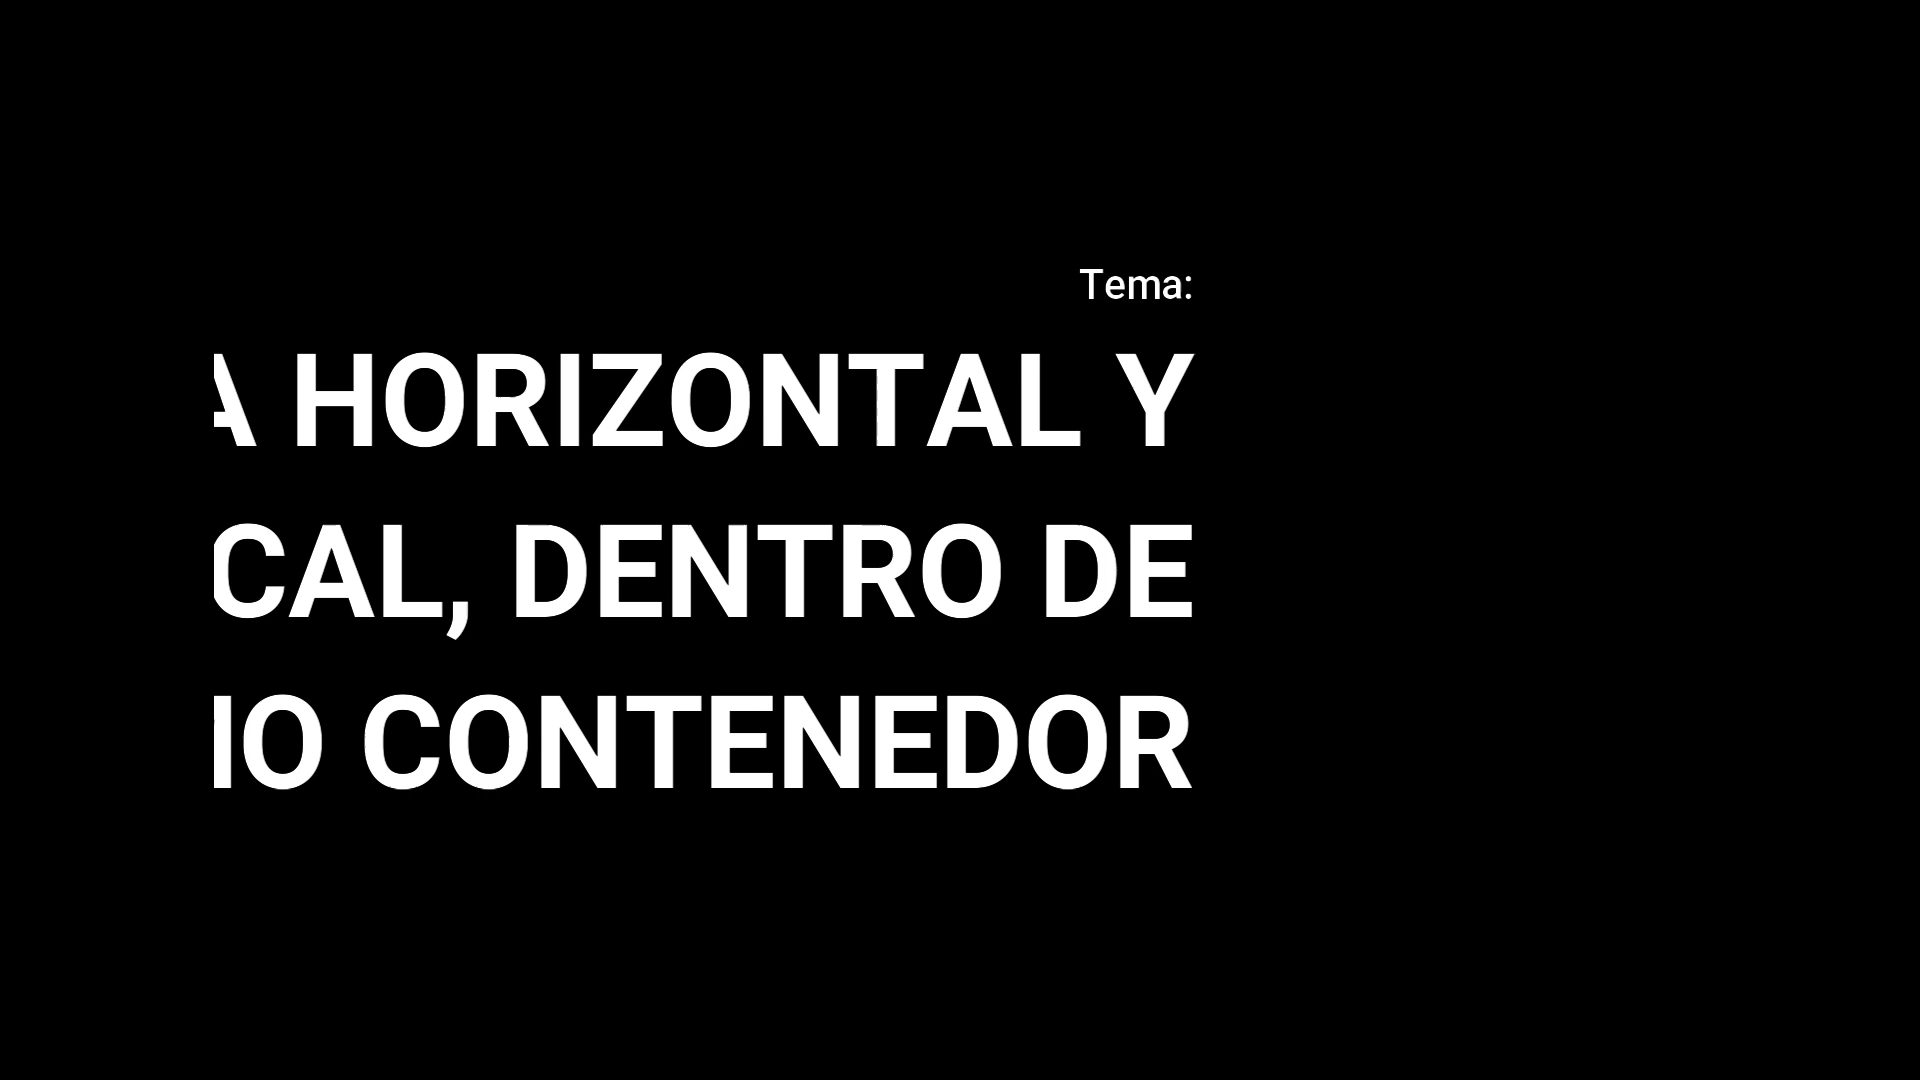 Tema:
A HORIZONTAL Y
CAL, DENTRO DE
IO CONTENEDOR